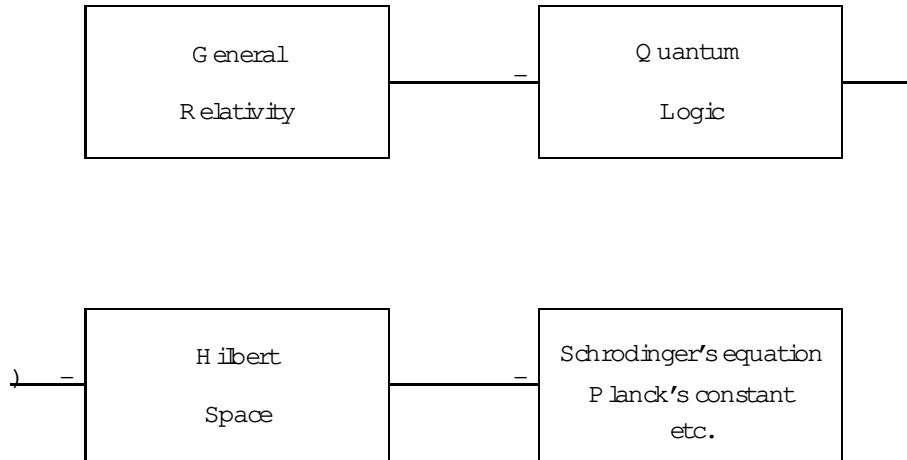 General
Relativity
Quantum
Logic
)
Hilbert
Space
Schrodinger's equation
Planck's constant
etc.